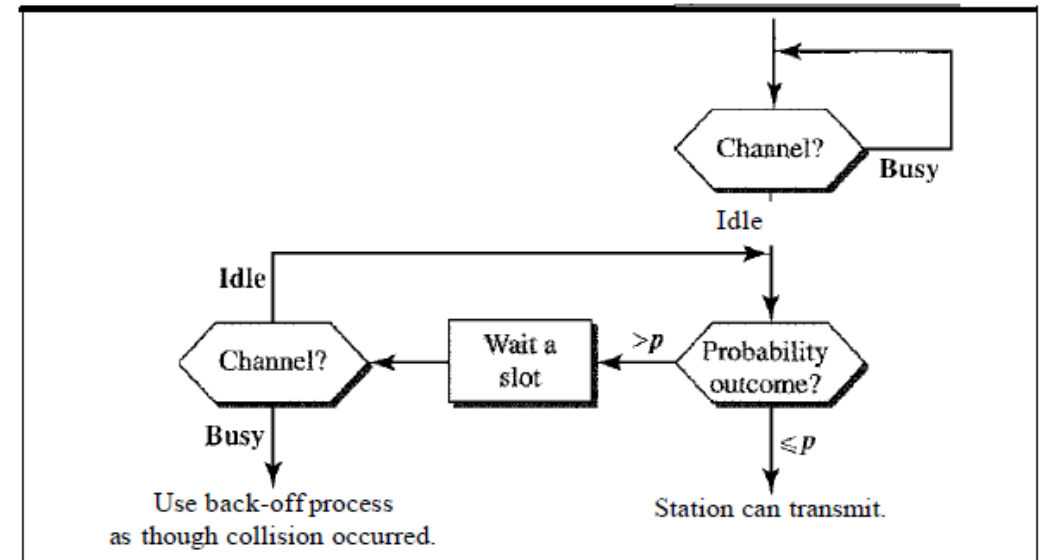 Channel?
Busy
Idle
Idle
Channel?
Wait a
slot
>p
Probability
outcome?
Busy
≤p
Use back-off process
as though collision occurred.
Station can transmit.